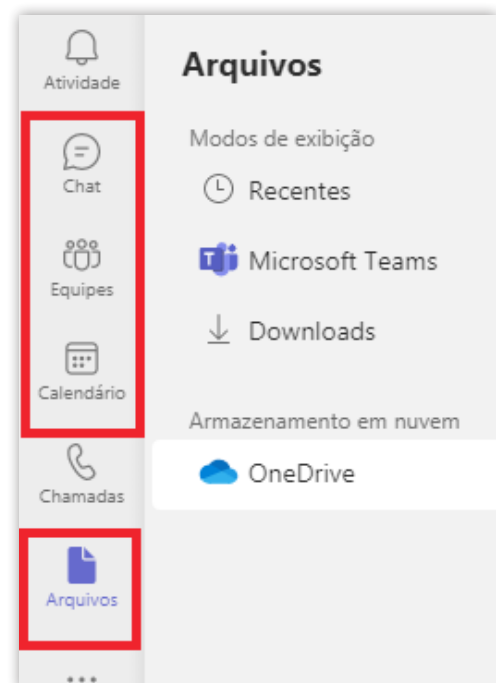 Atividade
Chat
Equipes
Calendário
Chamadas
Arquivos
Arquivos
Modos de exibição
Recentes
Microsoft Teams
Downloads
Armazenamento em nuvem
OneDrive